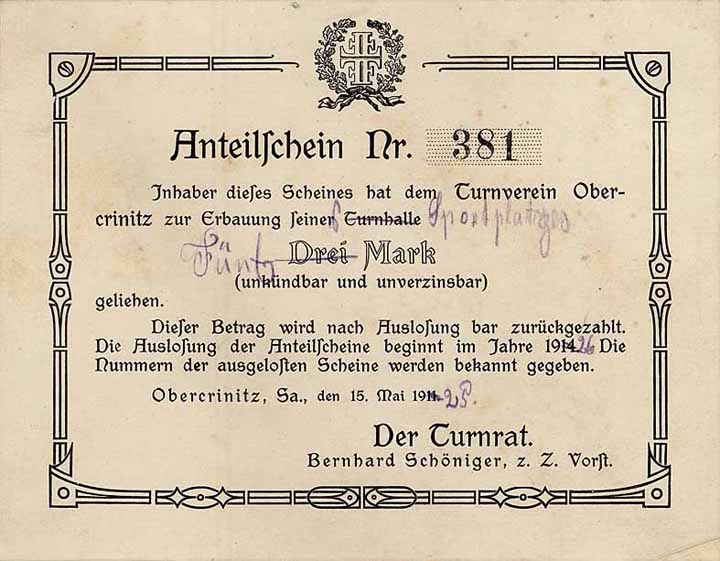 FFFF
Anteilſchein Nr. 381
Inhaber dieſes Scheines hat dem Turnverein Ober-
crinitz zur Erbauung ſeiner s Turnhalle Sportplatzes
Fünf Drei Mark
(unkündbar und unverzinsbar)
geliehen.
Dieſer Betrag wird nach Ausloſung bar zurückgezahlt.
Die Ausloſung der Anteilſcheine beginnt im Jahre 1914 26 Die
Nummern der ausgeloſten Scheine werden bekannt gegeben.
Obercrinitz, Sa., den 15. Mai 1911. 25.
Der Turnrat.
Bernhard Schöniger, z. Z. Vorſt.